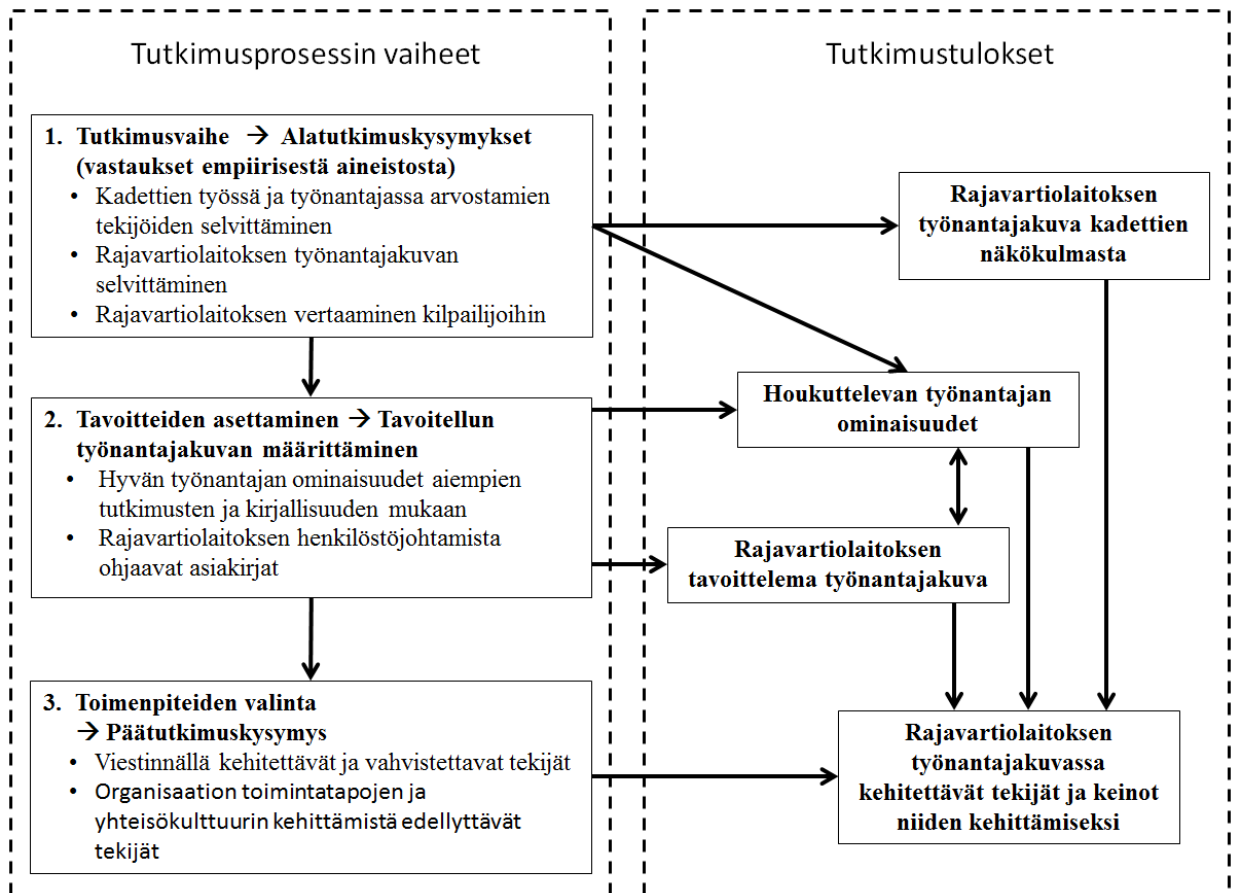 Tutkimusprosessin vaiheet
1. Tutkimusvaihe → Alatutkimuskysymykset
(vastaukset empiirisestä aineistosta)
• Kadettien työssä ja työnantajassa arvostamien
tekijöiden selvittäminen
• Rajavartiolaitoksen työnantajakuvan
selvittäminen
• Rajavartiolaitoksen vertaaminen kilpailijoihin
2. Tavoitteiden asettaminen → Tavoitellun
työnantajakuvan määrittäminen
• Hyvän työnantajan ominaisuudet aiempien
tutkimusten ja kirjallisuuden mukaan
• Rajavartiolaitoksen henkilöstöjohtamista
ohjaavat asiakirjat
3. Toimenpiteiden valinta
→ Päätutkimuskysymys
• Viestinnällä kehitettävät ja vahvistettavat tekijät
• Organisaation toimintatapojen ja
yhteisökulttuurin kehittämistä edellyttävät
tekijät
Tutkimustulokset
Rajavartiolaitoksen
työnantajakuva kadettien
näkökulmasta
Houkuttelevan työnantajan
ominaisuudet
Rajavartiolaitoksen
tavoittelema työnantajakuva
Rajavartiolaitoksen
työnantajakuvassa
kehitettävät tekijät ja keinot
niiden kehittämiseksi